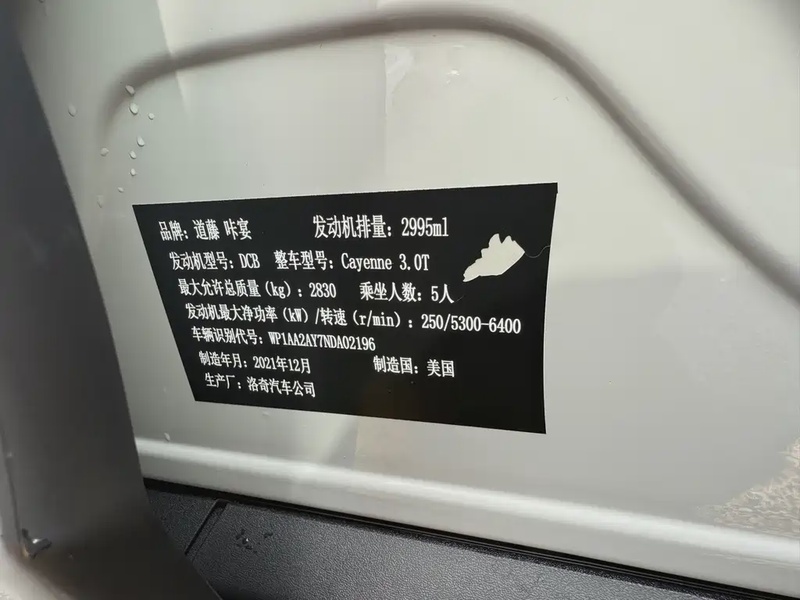 品牌：道藤 咔宴 发动机排量：2995ml
发动机型号：DCB 整车型号：Cayenne 3.0T
最大允许总质量（kg）：2830 乘坐人数：5人
发动机最大净功率（kW）/转速（r/min）：250/5300-6400
车辆识别代号：WP1AA2AY7NDA02196
制造年月：2021年12月 制造国：美国
生产厂：洛奇汽车公司